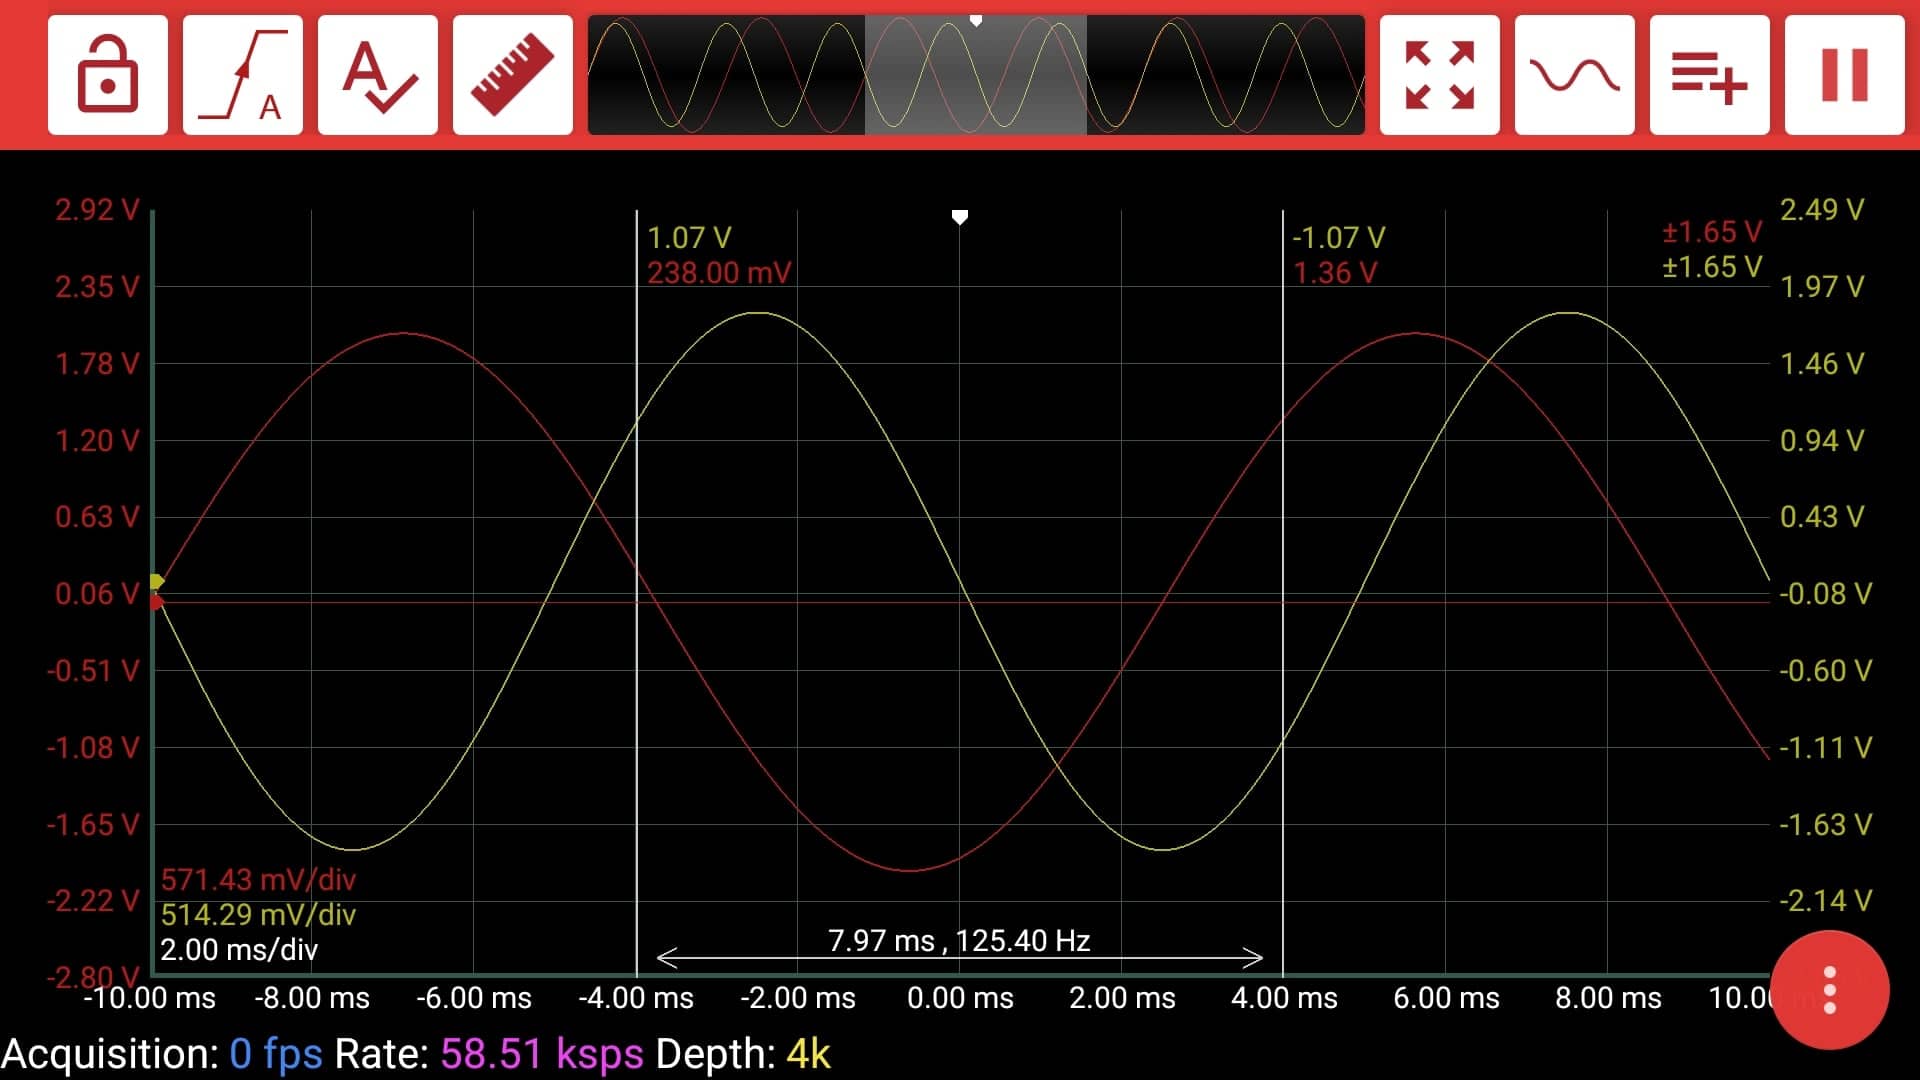 A
A
1.07 V
238.00 mV
-1.07 V
1.36 V
±1.65 V
±1.65 V
2.92 V
2.35 V
1.78 V
1.20 V
0.63 V
0.06 V
-0.51 V
-1.08 V
-1.65 V
-2.22 V
-2.80 V
2.49 V
1.97 V
1.46 V
0.94 V
0.43 V
-0.08 V
-0.60 V
-1.11 V
-1.63 V
-2.14 V
571.43 mV/div
514.29 mV/div
2.00 ms/div
7.97 ms , 125.40 Hz
-10.00 ms -8.00 ms -6.00 ms -4.00 ms -2.00 ms 0.00 ms 2.00 ms 4.00 ms 6.00 ms 8.00 ms
Acquisition: 0 fps Rate: 58.51 ksps Depth: 4k